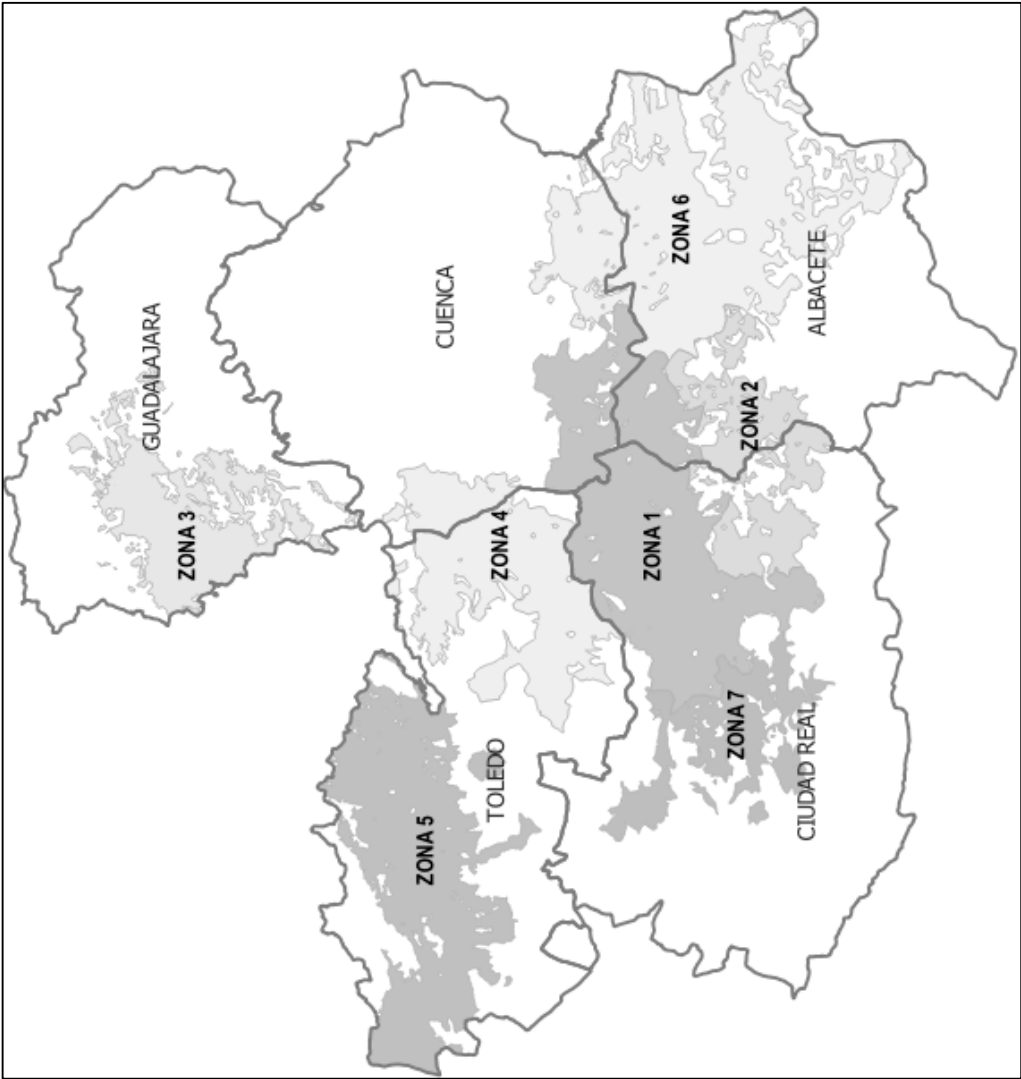 GUADALAJARA
ZONA 3
CUENCA
ZONA 4
TOLEDO
ZONA 5
ZONA 6
ALBACETE
ZONA 2
ZONA 1
ZONA 7
CIUDAD REAL